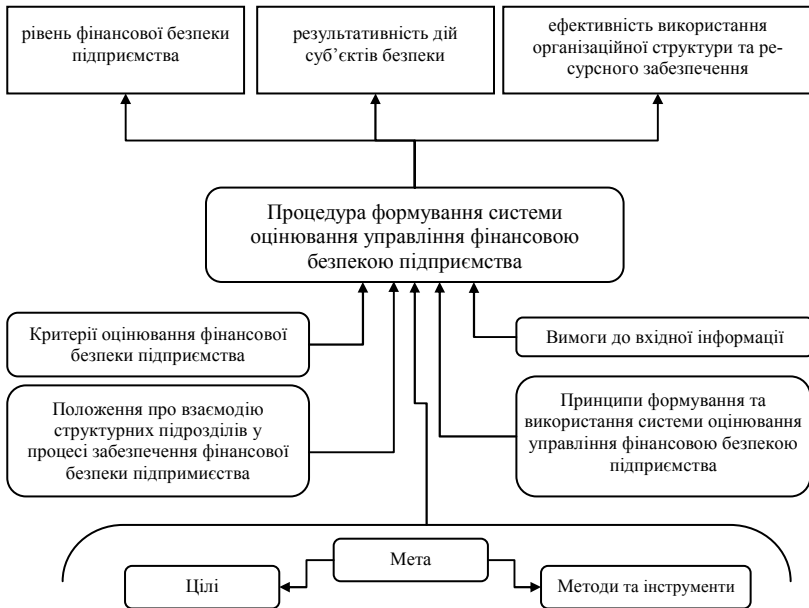 рівень фінансової безпеки
підприємства
результативність дій
суб’єктів безпеки
ефективність використання
організаційної структури та ре-
сурсного забезпечення
Процедура формування системи
оцінювання управління фінансовою
безпекою підприємства
Критерії оцінювання фінансової
безпеки підприємства
Вимоги до вхідної інформації
Положення про взаємодію
структурних підрозділів у
процесі забезпечення фінансової
безпеки підпримиєства
Принципи формування та
використання системи оцінювання
управління фінансовою безпекою
підприємства
Мета
Цілі
Методи та інструменти